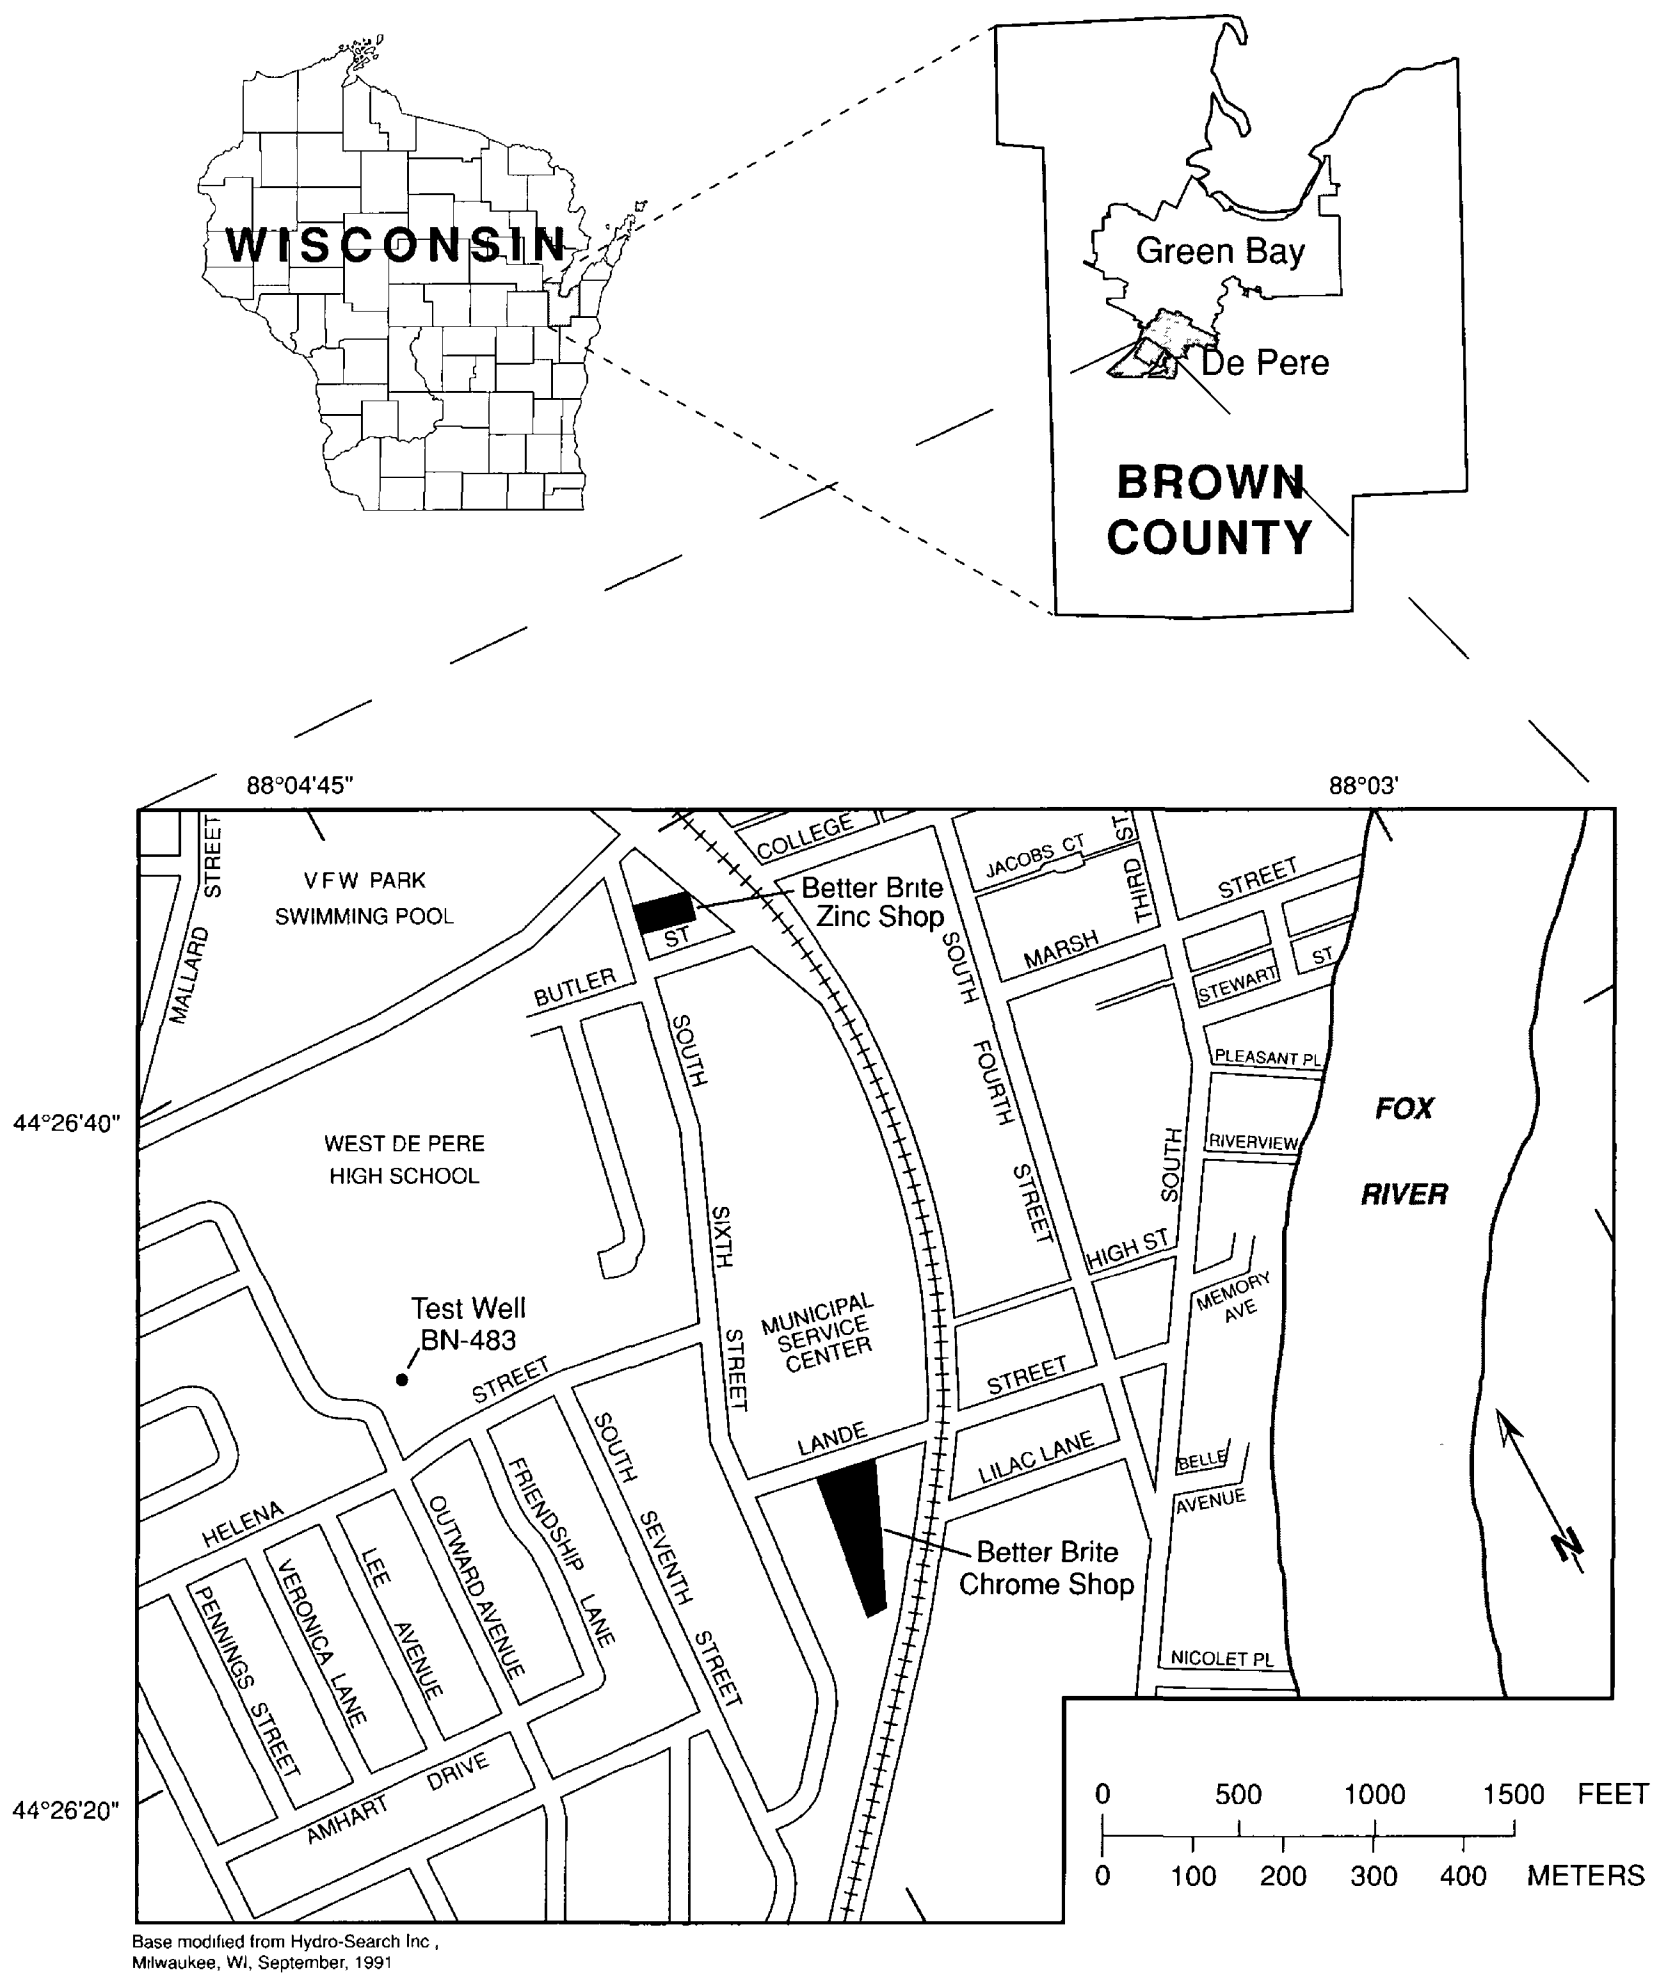 WISCONSIN
Green Bay
De Pere
BROWN
COUNTY
88°04'45"
88°03'
44°26'40"
44°26'20"
MALLARD STREET
VFW PARK
SWIMMING POOL
COLLEGE
JACOBS CT
THIRD ST
STREET
Better Brite
Zinc Shop
ST
BUTLER
MARSH
STEWART
ST
PLEASANT PL
RIVERVIEW
FOX
RIVER
WEST DE PERE
HIGH SCHOOL
SOUTH SIXTH STREET
SOUTH FOURTH STREET
SOUTH
HIGH ST
MEMORY
AVE
Test Well
BN-483
MUNICIPAL
SERVICE
CENTER
STREET
STREET
LANDE
LILAC LANE
BELLE
AVENUE
HELENA
SOUTH SEVENTH STREET
FRIENDSHIP LANE
OUTWARD AVENUE
LEE AVENUE
VERONICA LANE
PENNINGS STREET
Better Brite
Chrome Shop
N
NICOLET PL
AMHART DRIVE
0 500 1000 1500 FEET
0 100 200 300 400 METERS
Base modified from Hydro-Search Inc ,
Milwaukee, WI, September, 1991